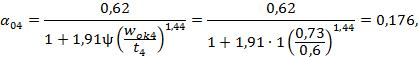 α₀₄ = 0,62 / (1 + 1,91ψ(w_ok4 / t₄)^1,44) = 0,62 / (1 + 1,91 · 1(0,73 / 0,6)^1,44) = 0,176,